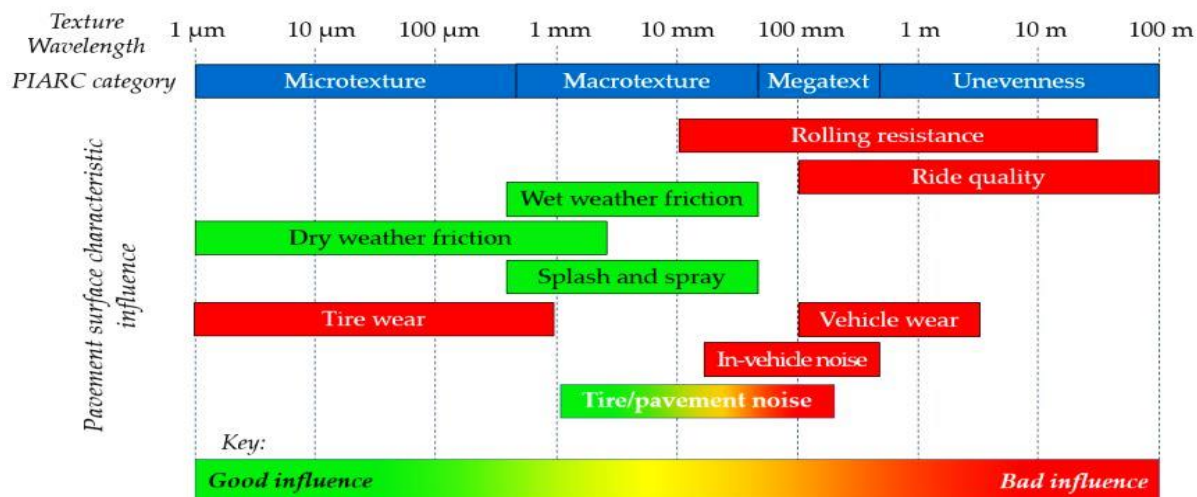 Texture
Wavelength
1 µm 10 µm 100 µm 1 mm 10 mm 100 mm 1 m 10 m 100 m
PIARC category Microtexture Macrotexture Megatext Unevenness
Pavement surface characteristic
influence
Rolling resistance
Ride quality
Wet weather friction
Dry weather friction
Splash and spray
Tire wear Vehicle wear
In-vehicle noise
Tire/pavement noise
Key:
Good influence Bad influence